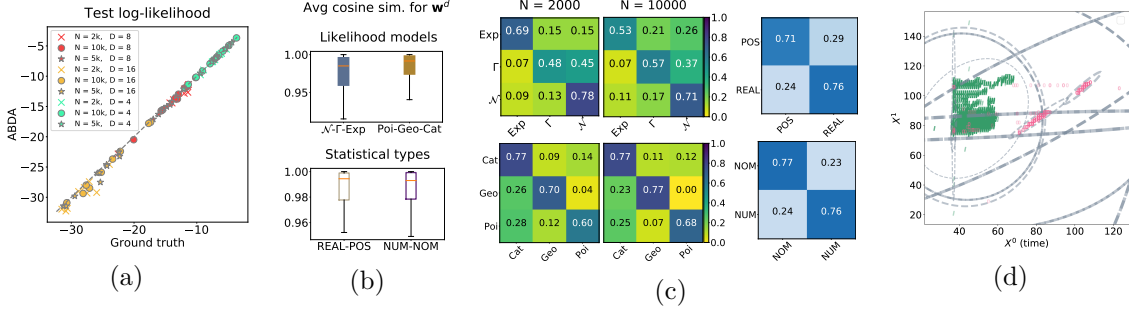 Test log-likelihood
ABDA
−5
−10
−15
−20
−25
−30
N = 2k, D = 8
N = 10k, D = 8
N = 5k, D = 8
N = 2k, D = 16
N = 10k, D = 16
N = 5k, D = 16
N = 2k, D = 4
N = 10k, D = 4
N = 5k, D = 4
−30 −20 −10
Ground truth
(a)
Avg cosine sim. for w^d
Likelihood models
1.00
0.95
N-Γ-Exp Poi-Geo-Cat
Statistical types
1.00
0.98
0.96
REAL-POS NUM-NOM
(b)
N = 2000 N = 10000
Exp 0.69 0.15 0.15 0.53 0.21 0.26
Γ 0.07 0.48 0.45 0.07 0.57 0.37
N 0.09 0.13 0.78 0.11 0.17 0.71
Exp Γ N Exp Γ N
1.0
0.8
0.6
0.4
0.2
0.0
Cat 0.77 0.09 0.14 0.77 0.11 0.12
Geo 0.26 0.70 0.04 0.23 0.77 0.00
Poi 0.28 0.12 0.60 0.25 0.07 0.68
Cat Geo Poi Cat Geo Poi
1.0
0.8
0.6
0.4
0.2
0.0
POS 0.71 0.29
REAL 0.24 0.76
POS REAL
NOM 0.77 0.23
NUM 0.24 0.76
NOM NUM
(c)
X¹
140
120
100
80
60
40
20
40 60 80 100 120
X⁰ (time)
(d)